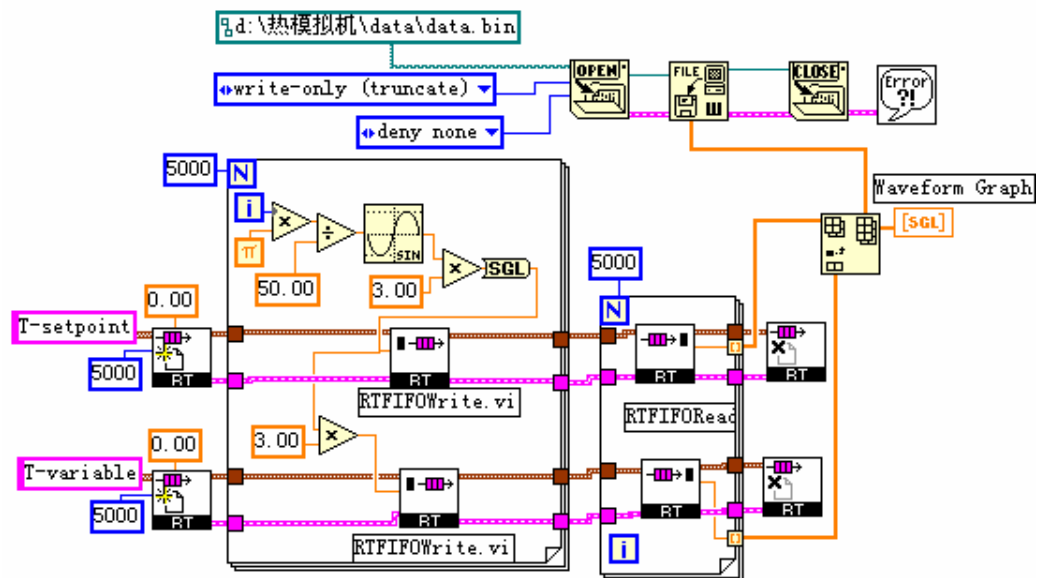 d:\热模拟机\data\data.bin
write-only (truncate)
deny none
OPEN
FILE
W
CLOSE
Error
?!
Waveform Graph
[SGL]
5000
N
i
×
÷
SIN
π
50.00
×
3.00
SGL
5000
N
T-setpoint
0.00
5000
RT
RT
RTFIFOWrite.vi
RT
RT
RTFIFORead
3.00
×
T-variable
0.00
5000
RT
RT
RTFIFOWrite.vi
RT
RT
i